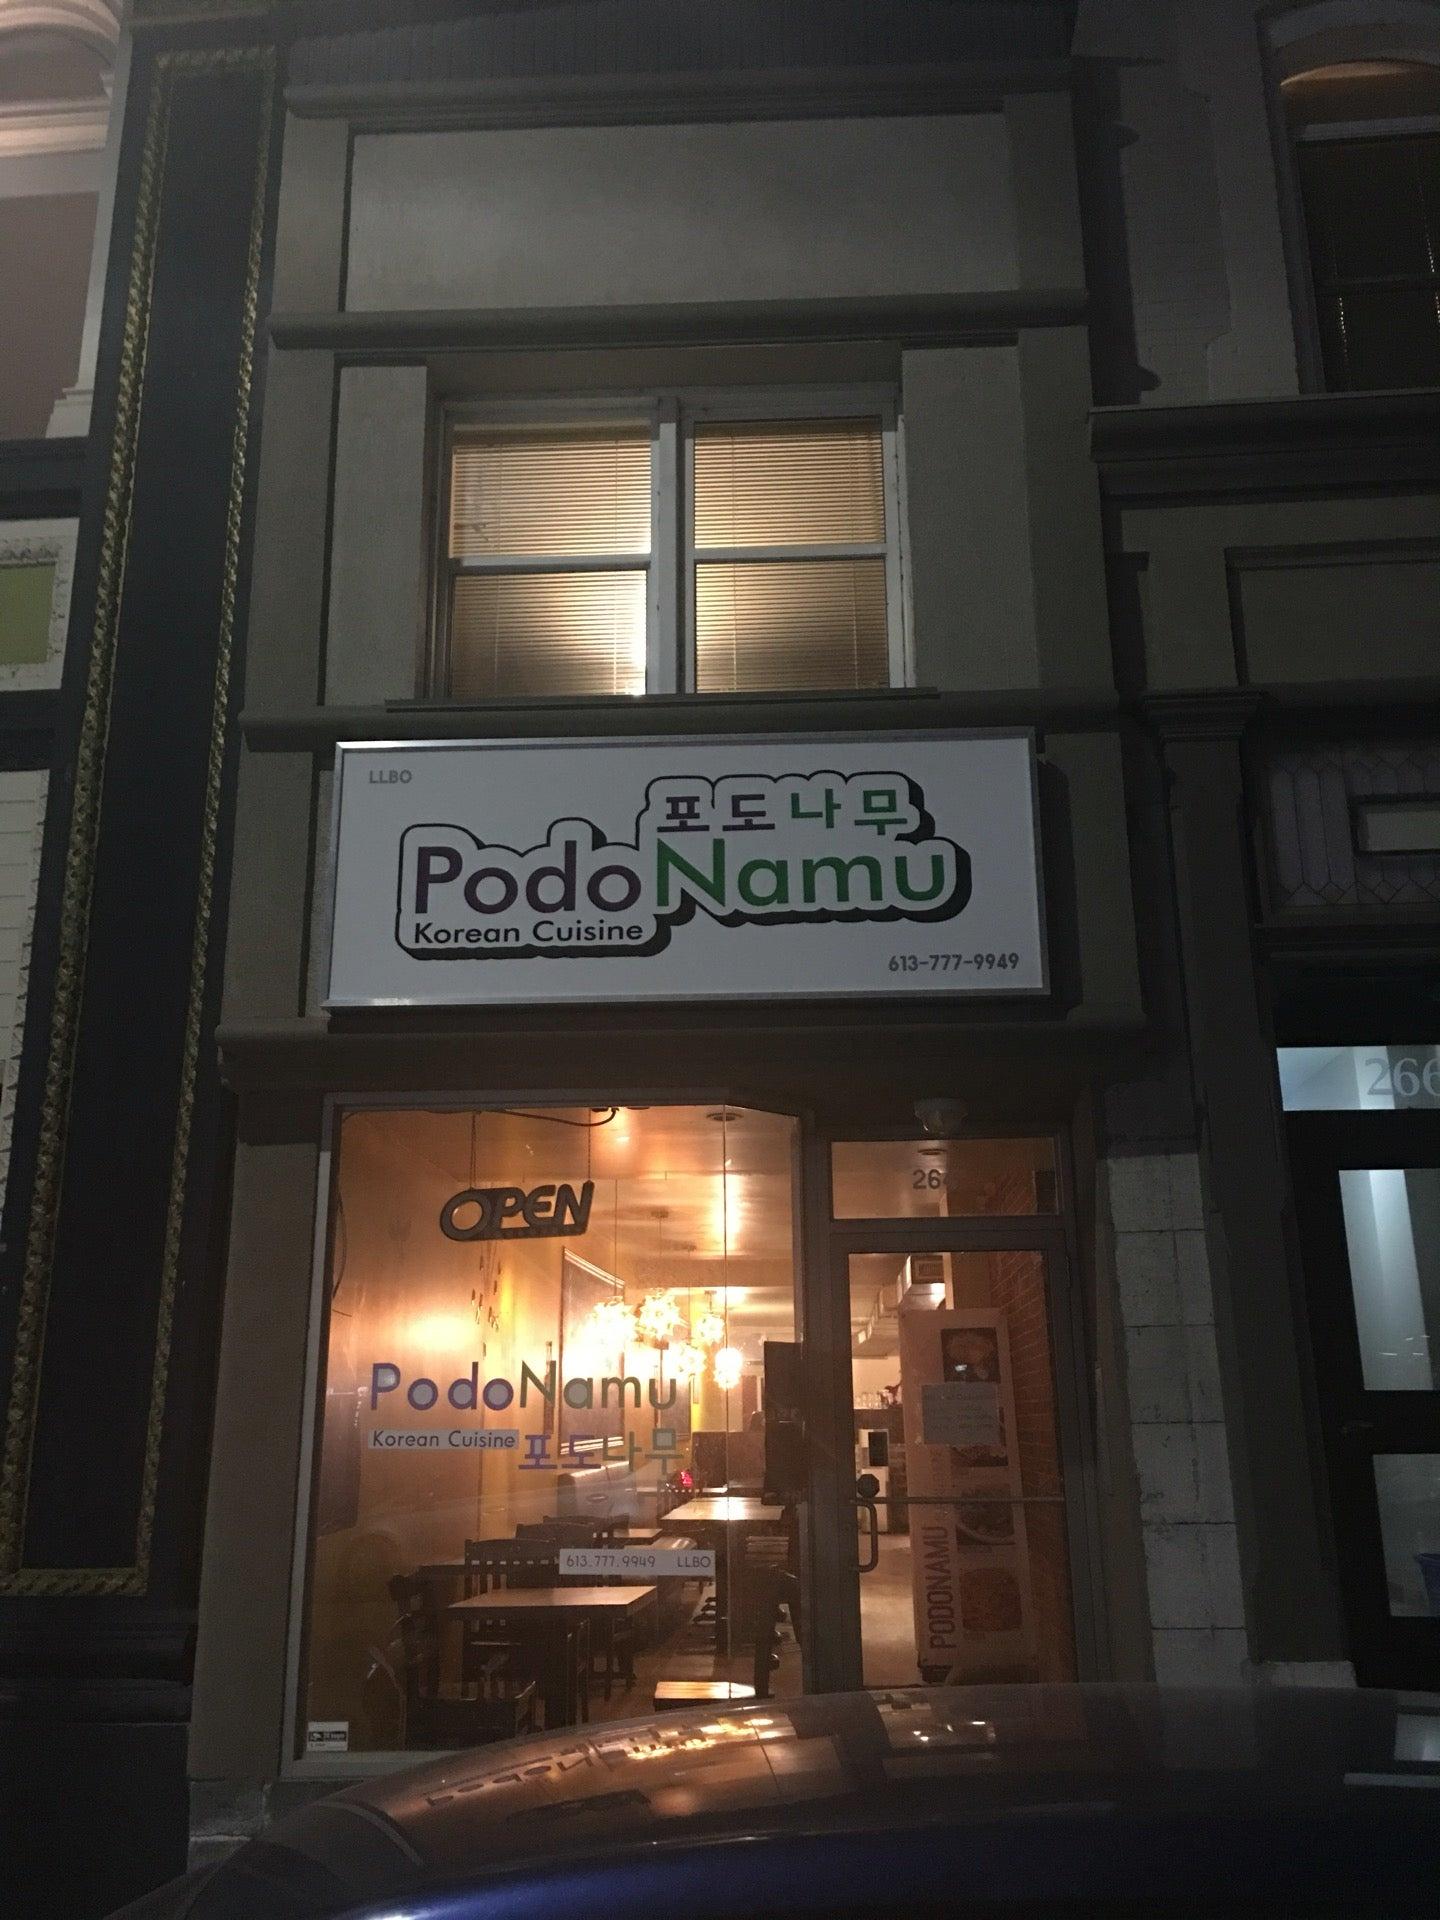 LLBO
포도나무
PodoNamu
Korean Cuisine
613-777-9949
266
OPEN
PodoNamu
Korean Cuisine 포도나무
613.777.9949 LLBO
PODONAMU